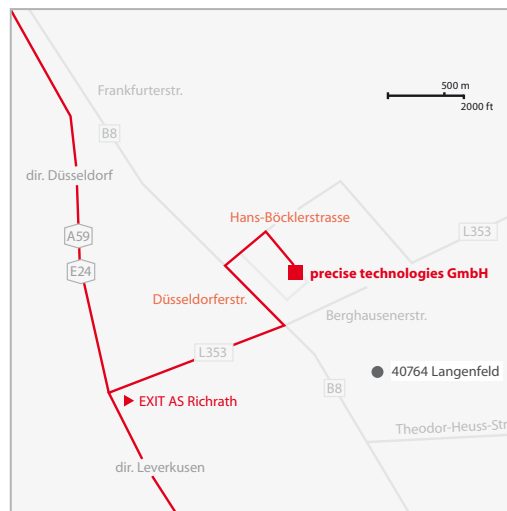 Frankfurterstr.
500 m
2000 ft
B8
dir. Düsseldorf
Hans-Böcklerstrasse
L353
A59
E24
precise technologies GmbH
Düsseldorferstr.
Berghausenerstr.
L353
40764 Langenfeld
B8
EXIT AS Richrath
Theodor-Heuss-Str
dir. Leverkusen